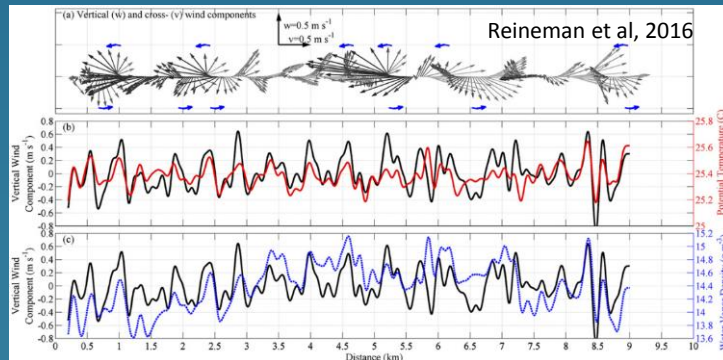 (a) Vertical (w) and cross- (v) wind components
Reineman et al, 2016
w=0.5 m s⁻¹
v=0.5 m s⁻¹
(b)
Vertical Wind
Component (m s⁻¹)
0.8
0.6
0.4
0.2
0
-0.2
-0.4
-0.6
-0.8
25.8
25.6
25.4
25.2
25
Potential Temperature (C)
(c)
Vertical Wind
Component (m s⁻¹)
0.8
0.6
0.4
0.2
0
-0.2
-0.4
-0.6
-0.8
15.2
15
14.8
14.6
14.4
14.2
14
13.8
13.6
0 0.5 1 1.5 2 2.5 3 3.5 4 4.5 5 5.5 6 6.5 7 7.5 8 8.5 9 9.5 10
Distance (km)